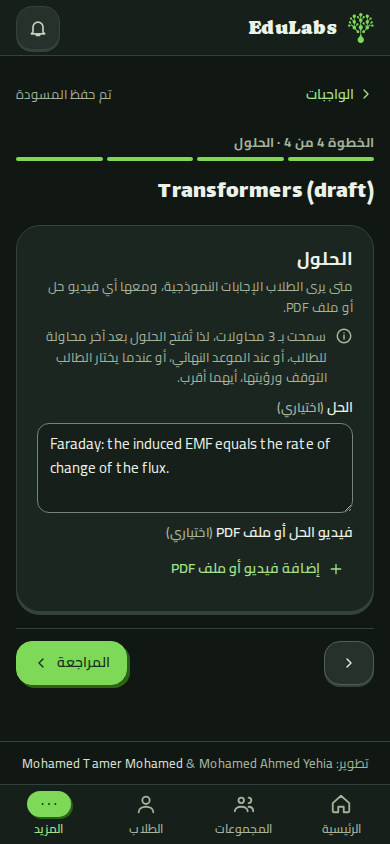 EduLabs
الواجبات
تم حفظ المسودة
الخطوة 4 من 4 · الحلول
Transformers (draft)
الحلول
متى يرى الطلاب الإجابات النموذجية، ومعها أي فيديو حل
أو ملف PDF.
سمحت بـ 3 محاولات، لذا تُفتح الحلول بعد آخر محاولة
للطالب، أو عند الموعد النهائي، أو عندما يختار الطالب
التوقف ورؤيتها، أيهما أقرب.
الحل (اختياري)
Faraday: the induced EMF equals the rate of
change of the flux.
فيديو الحل أو ملف PDF (اختياري)
إضافة فيديو أو ملف PDF
المراجعة
تطوير: Mohamed Tamer Mohamed & Mohamed Ahmed Yehia
الرئيسية
المجموعات
الطلاب
المزيد